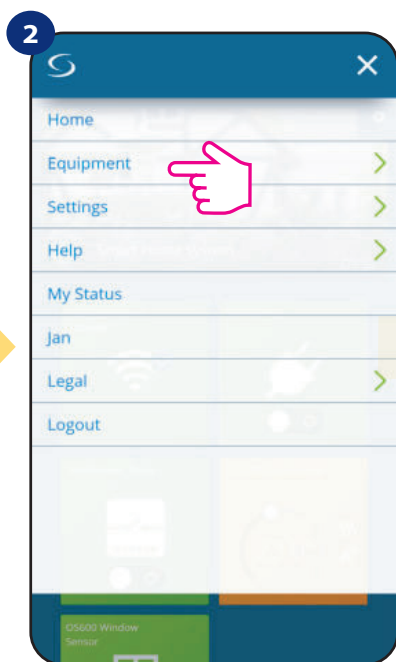 2
Home
Equipment
Settings
Help
My Status
Jan
Legal
Logout
OS600 Window
Sensor